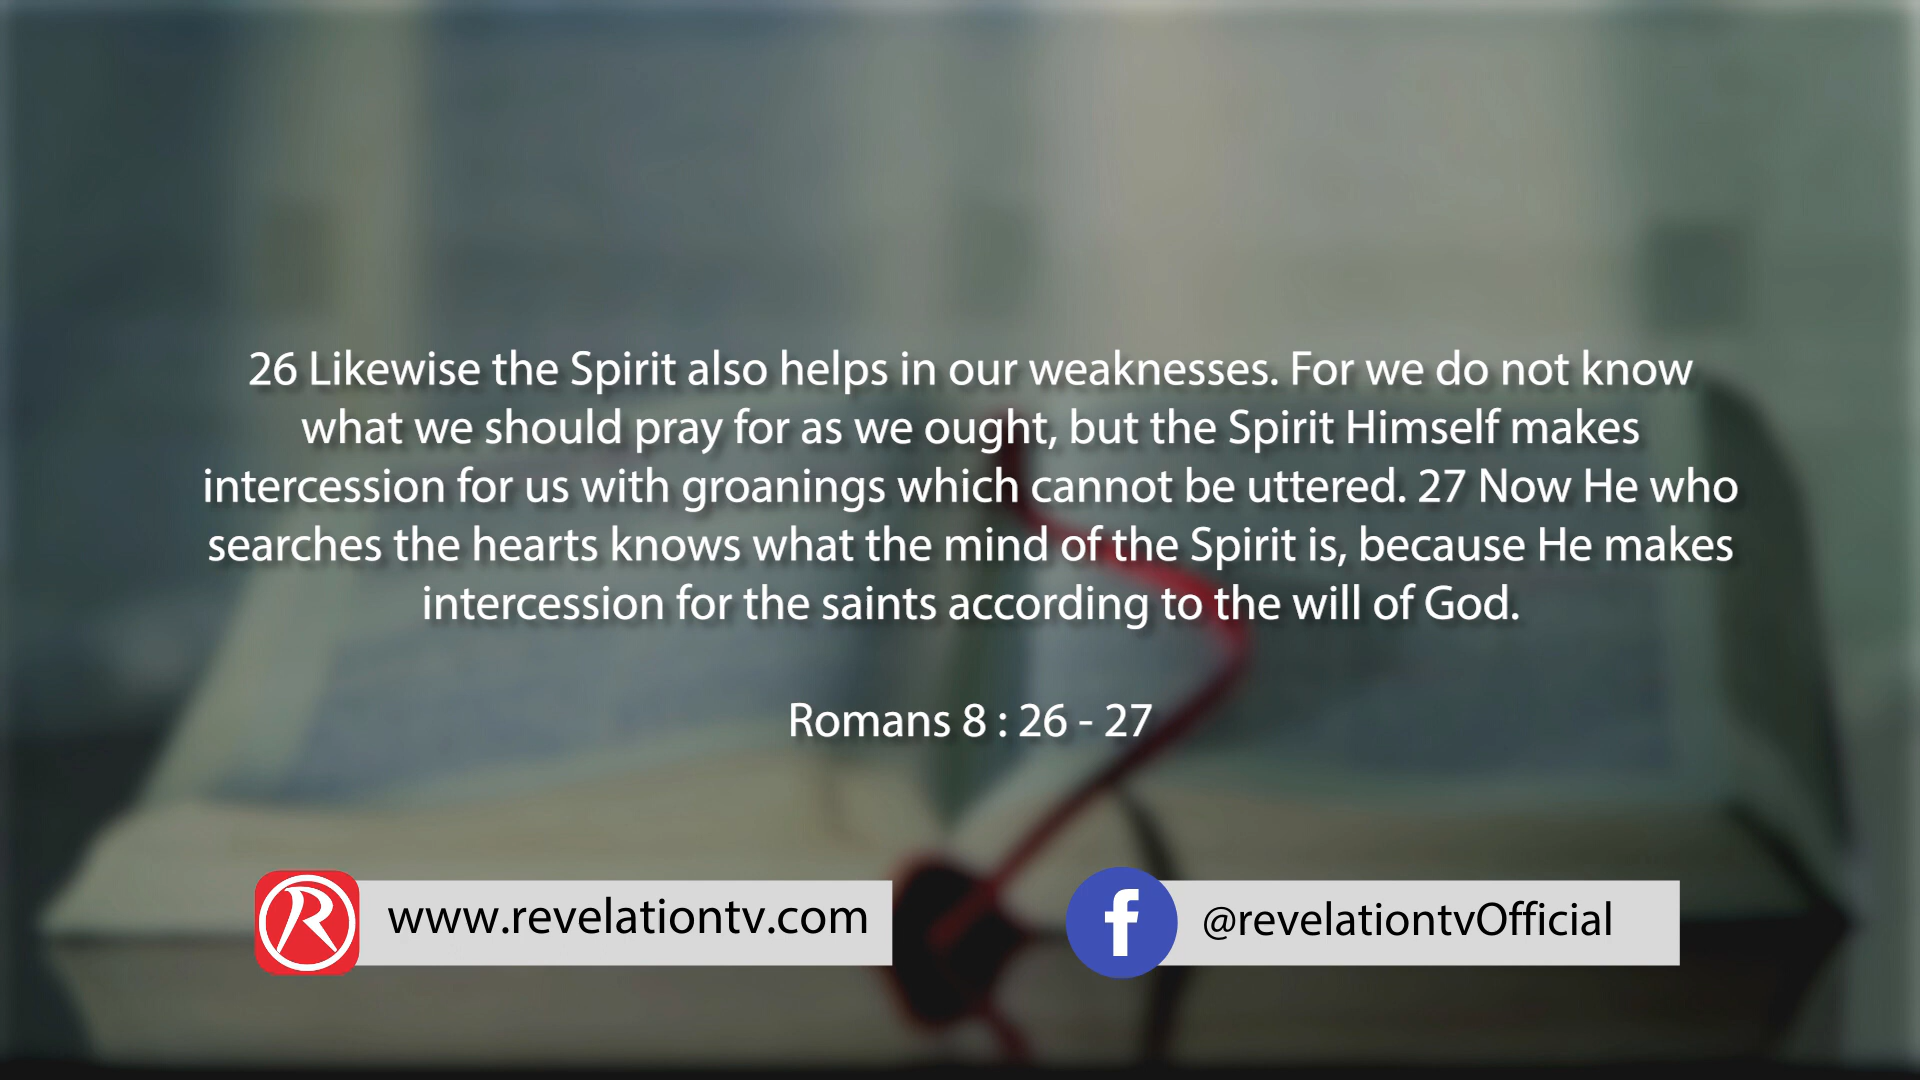 26 Likewise the Spirit also helps in our weaknesses. For we do not know
what we should pray for as we ought, but the Spirit Himself makes
intercession for us with groanings which cannot be uttered. 27 Now He who
searches the hearts knows what the mind of the Spirit is, because He makes
intercession for the saints according to the will of God.
Romans 8 : 26 - 27
www.revelationtv.com
@revelationtvOfficial